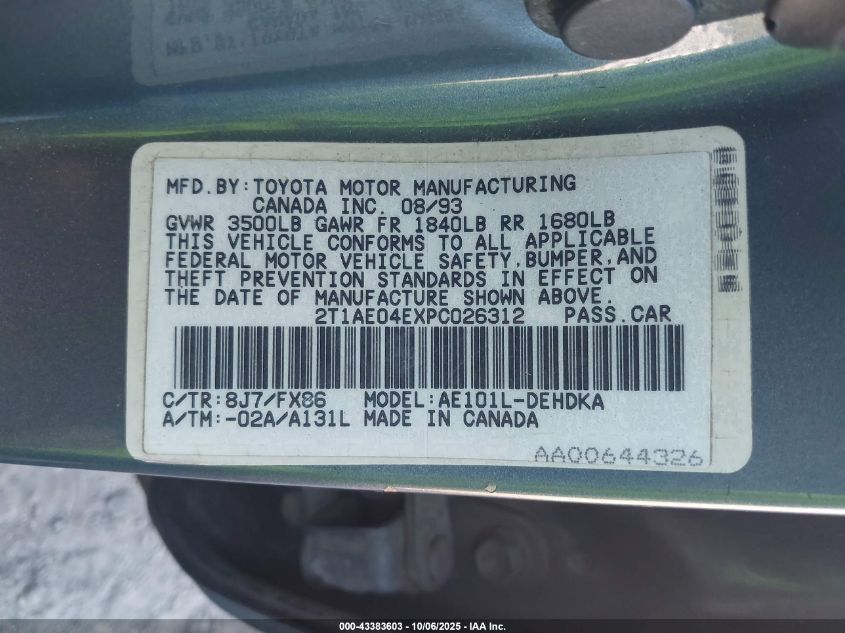 MFD.BY:TOYOTA MOTOR MANUFACTURING
CANADA INC. 08/93
GVWR 3500LB GAWR FR 1840LB RR 1680LB
THIS VEHICLE CONFORMS TO ALL APPLICABLE
FEDERAL MOTOR VEHICLE SAFETY,BUMPER,AND
THEFT PREVENTION STANDARDS IN EFFECT ON
THE DATE OF MANUFACTURE SHOWN ABOVE.
2T1AE04EXPC026312 PASS.CAR
C/TR:8J7/FX86 MODEL:AE101L-DEHDKA
A/TM:-02A/A131L MADE IN CANADA
AA00644326
000-43383603 - 10/06/2025 - IAA Inc.